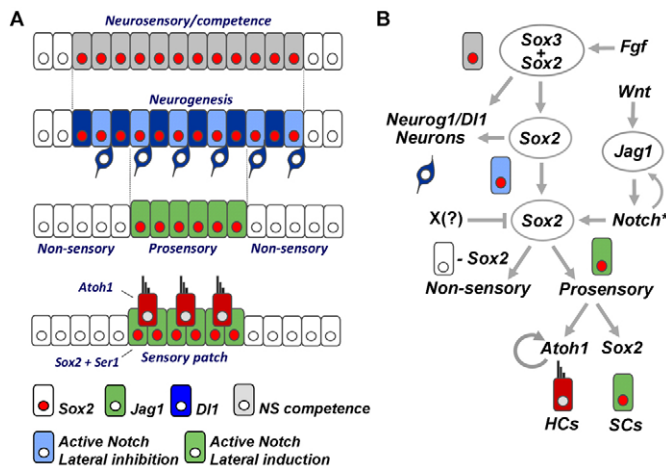 A
Neurosensory/competence
Neurogenesis
Non-sensory
Prosensory
Non-sensory
Atoh1
Sox2 + Ser1
Sensory patch
Sox2
Jag1
Dl1
NS competence
Active Notch
Lateral inhibition
Active Notch
Lateral induction
B
Sox3
+
Sox2
Fgf
Wnt
Neurog1/Dl1
Neurons
Sox2
Jag1
X(?)
Sox2
Notch*
- Sox2
Non-sensory
Prosensory
Atoh1
Sox2
HCs
SCs